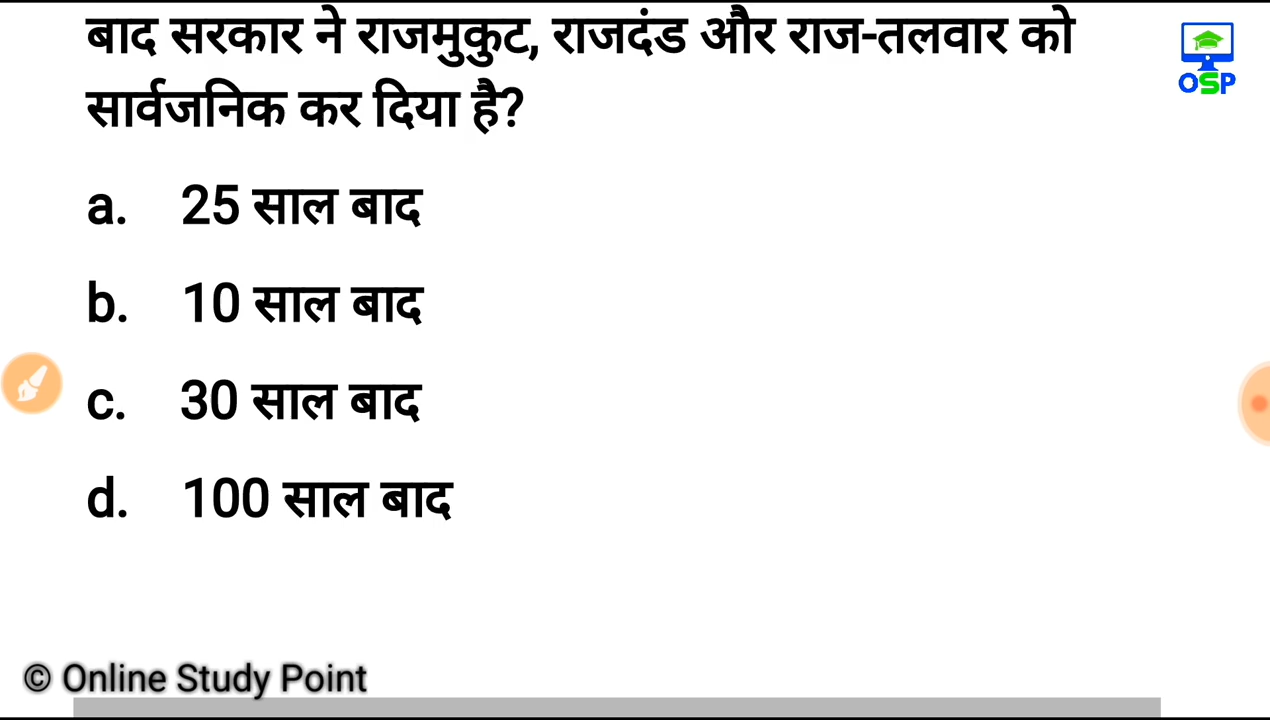 बाद सरकार ने राजमुकुट, राजदंड और राज-तलवार को
सार्वजनिक कर दिया है?
OSP
a. 25 साल बाद
b. 10 साल बाद
c. 30 साल बाद
d. 100 साल बाद
© Online Study Point